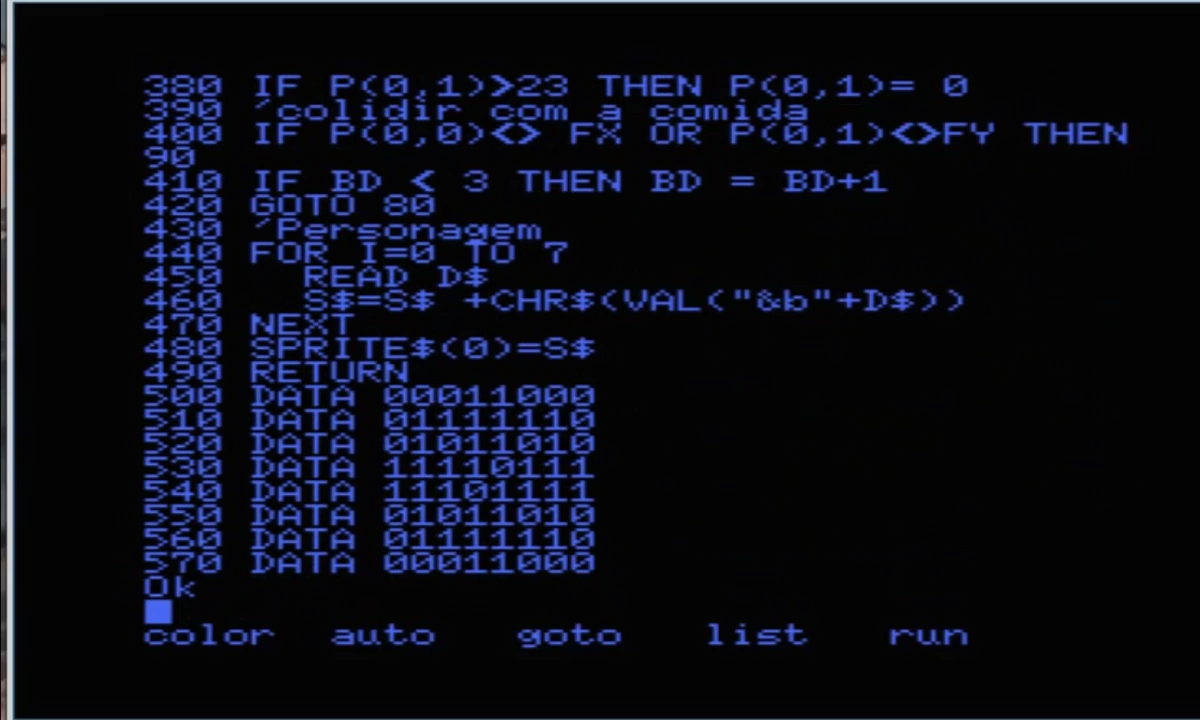 380 IF P(0,1)>23 THEN P(0,1)= 0
390 'colidir com a comida
400 IF P(0,0)<> FX OR P(0,1)<>FY THEN
90
410 IF BD < 3 THEN BD = BD+1
420 GOTO 80
430 'Personagem
440 FOR I=0 TO 7
450   READ D$
460   S$=S$ +CHR$(VAL("&b"+D$))
470 NEXT
480 SPRITE$(0)=S$
490 RETURN
500 DATA 00011000
510 DATA 01111110
520 DATA 01011010
530 DATA 11110111
540 DATA 11101111
550 DATA 01011010
560 DATA 01111110
570 DATA 00011000
Ok
color auto goto list run